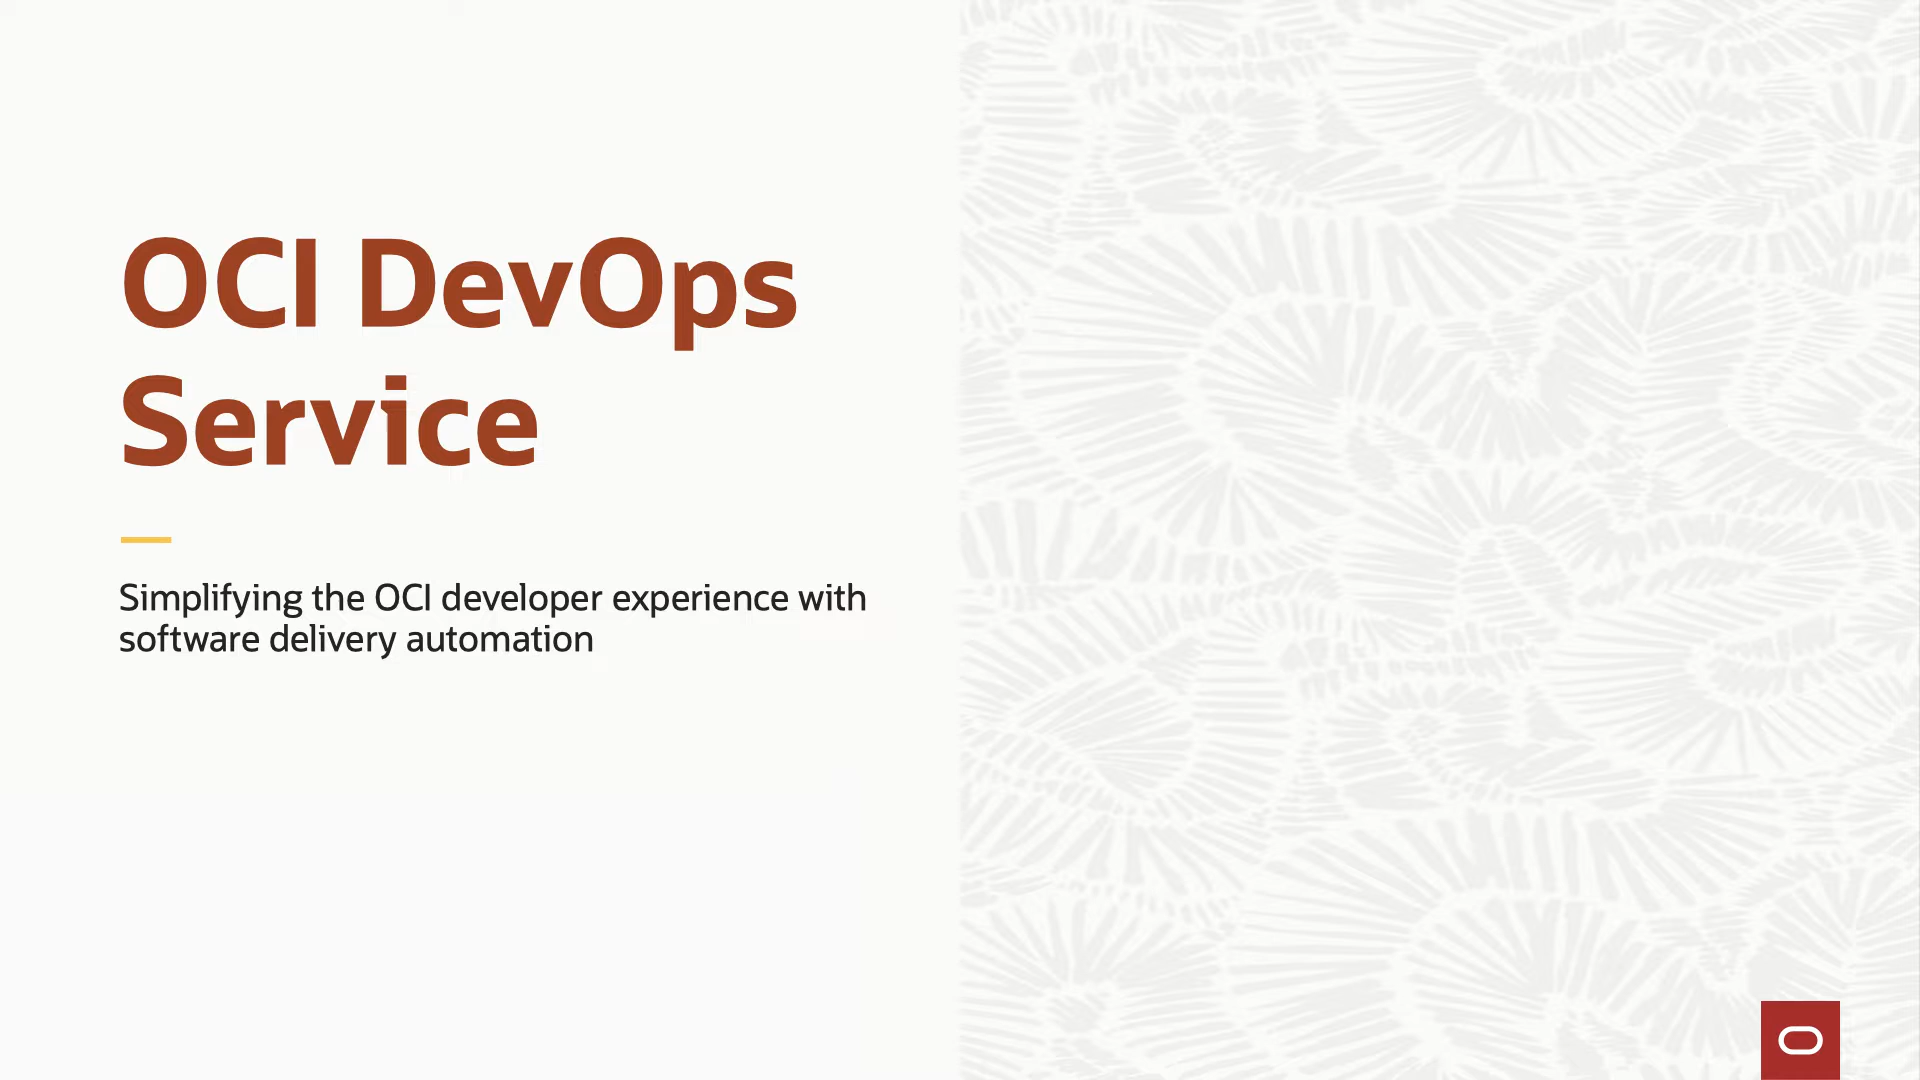 OCI DevOps
Service
Simplifying the OCI developer experience with
software delivery automation